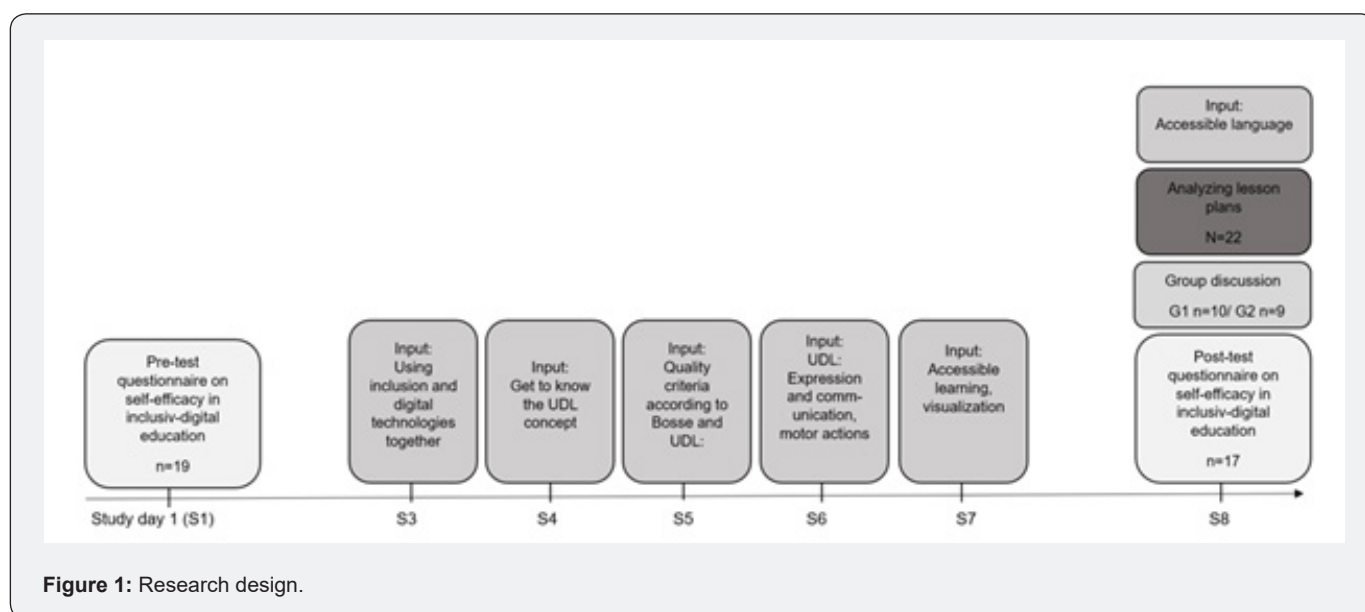 Pre-test
questionnaire on
self-efficacy in
inclusiv-digital
education
n=19
Input:
Using
inclusion and
digital
technologies
together
Input:
Get to know
the UDL
concept
Input:
Quality
criteria
according to
Bosse and
UDL:
Input:
UDL:
Expression
and comm-
unication,
motor actions
Input:
Accessible
learning,
visualization
Input:
Accessible language
Analyzing lesson
plans
N=22
Group discussion
G1 n=10/ G2 n=9
Post-test
questionnaire on
self-efficacy in
inclusiv-digital
education
n=17
Study day 1 (S1)
S3
S4
S5
S6
S7
S8
Figure 1: Research design.